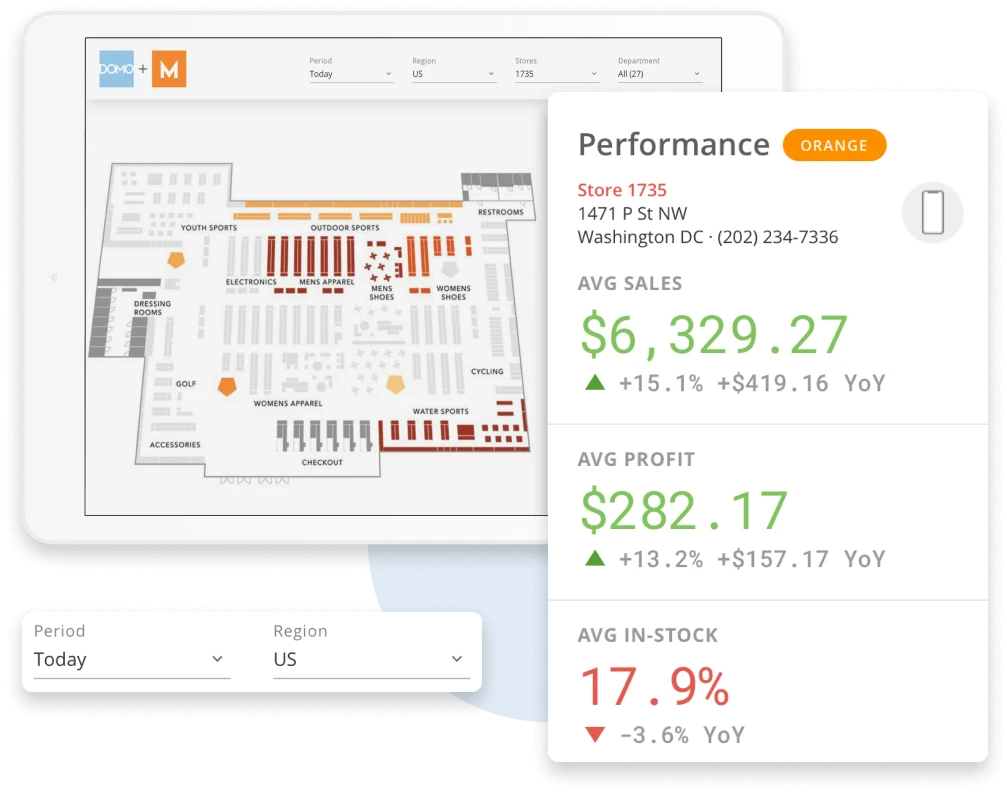 DOMO + M
Period
Today
Region
US
Stores
1735
Department
All (27)
RESTROOMS
YOUTH SPORTS
OUTDOOR SPORTS
ELECTRONICS
MENS APPAREL
MENS
SHOES
WOMENS
SHOES
DRESSING
ROOMS
GOLF
CYCLING
WOMENS APPAREL
WATER SPORTS
ACCESSORIES
CHECKOUT
Performance ORANGE
Store 1735
1471 P St NW
Washington DC · (202) 234-7336
AVG SALES
$6,329.27
+15.1% +$419.16 YoY
AVG PROFIT
$282.17
+13.2% +$157.17 YoY
AVG IN-STOCK
17.9%
-3.6% YoY
Period
Today
Region
US